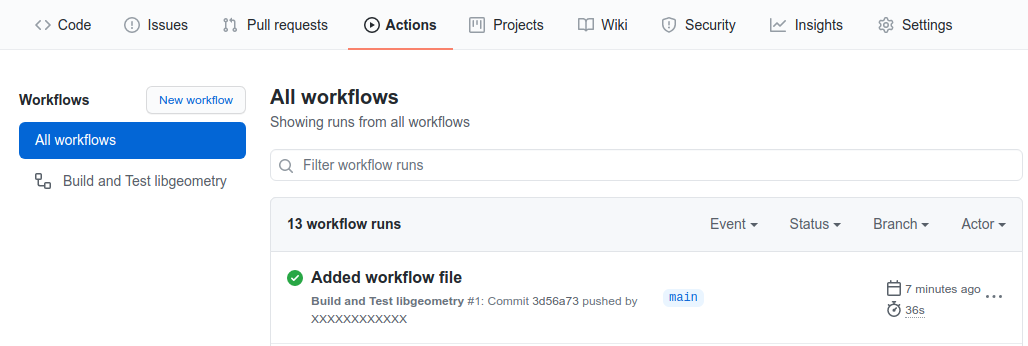 Code Issues Pull requests Actions Projects Wiki Security Insights Settings
Workflows New workflow
All workflows
Build and Test libgeometry
All workflows
Showing runs from all workflows
Filter workflow runs
13 workflow runs Event Status Branch Actor
Added workflow file
Build and Test libgeometry #1: Commit 3d56a73 pushed by
XXXXXXXXXXXX
main
7 minutes ago
36s